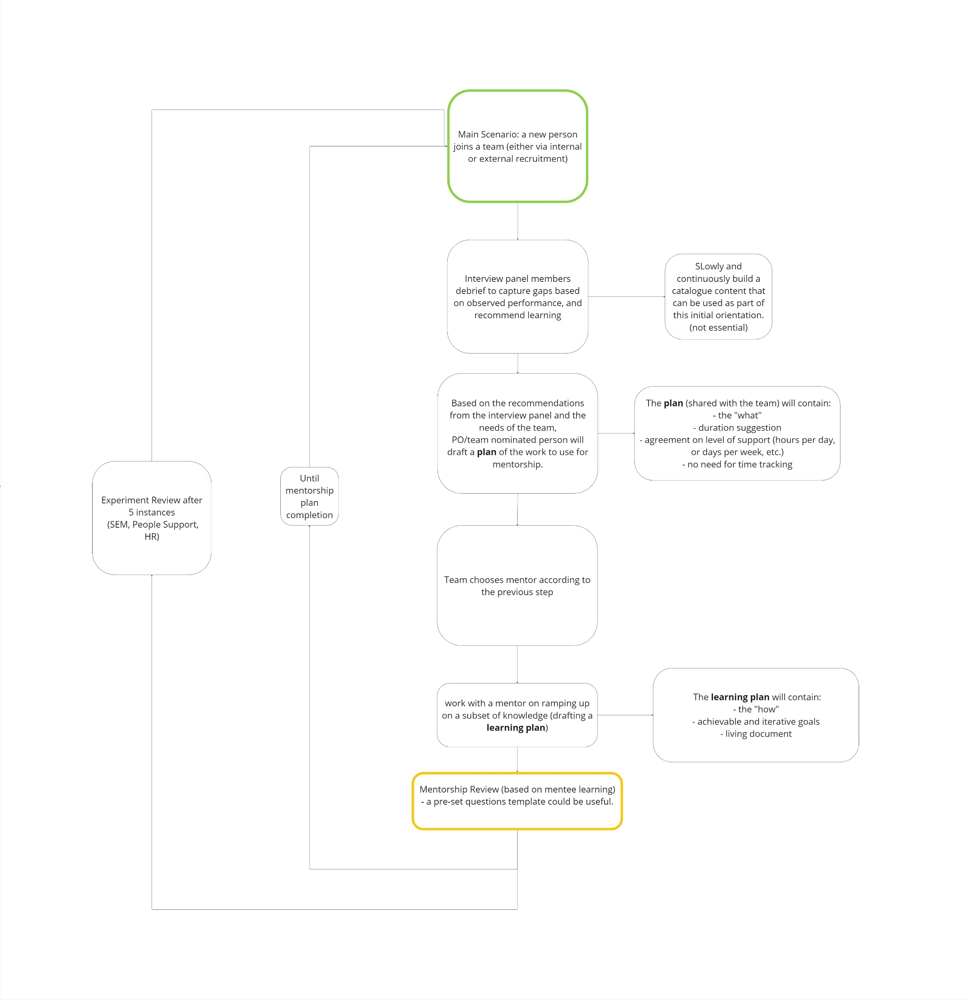 Main Scenario: a new person
joins a team (either via internal
or external recruitment)
Interview panel members
debrief to capture gaps based
on observed performance, and
recommend learning
SLowly and
continuously build a
catalogue content that
can be used as part of
this initial orientation.
(not essential)
Based on the recommendations
from the interview panel and the
needs of the team,
PO/team nominated person will
draft a plan of the work to use for
mentorship.
The plan (shared with the team) will contain:
- the "what"
- duration suggestion
- agreement on level of support (hours per day,
or days per week, etc.)
- no need for time tracking
Experiment Review after
5 instances
(SEM, People Support,
HR)
Until
mentorship
plan
completion
Team chooses mentor according to
the previous step
work with a mentor on ramping up
on a subset of knowledge (drafting a
learning plan)
The learning plan will contain:
- the "how"
- achievable and iterative goals
- living document
Mentorship Review (based on mentee learning)
- a pre-set questions template could be useful.